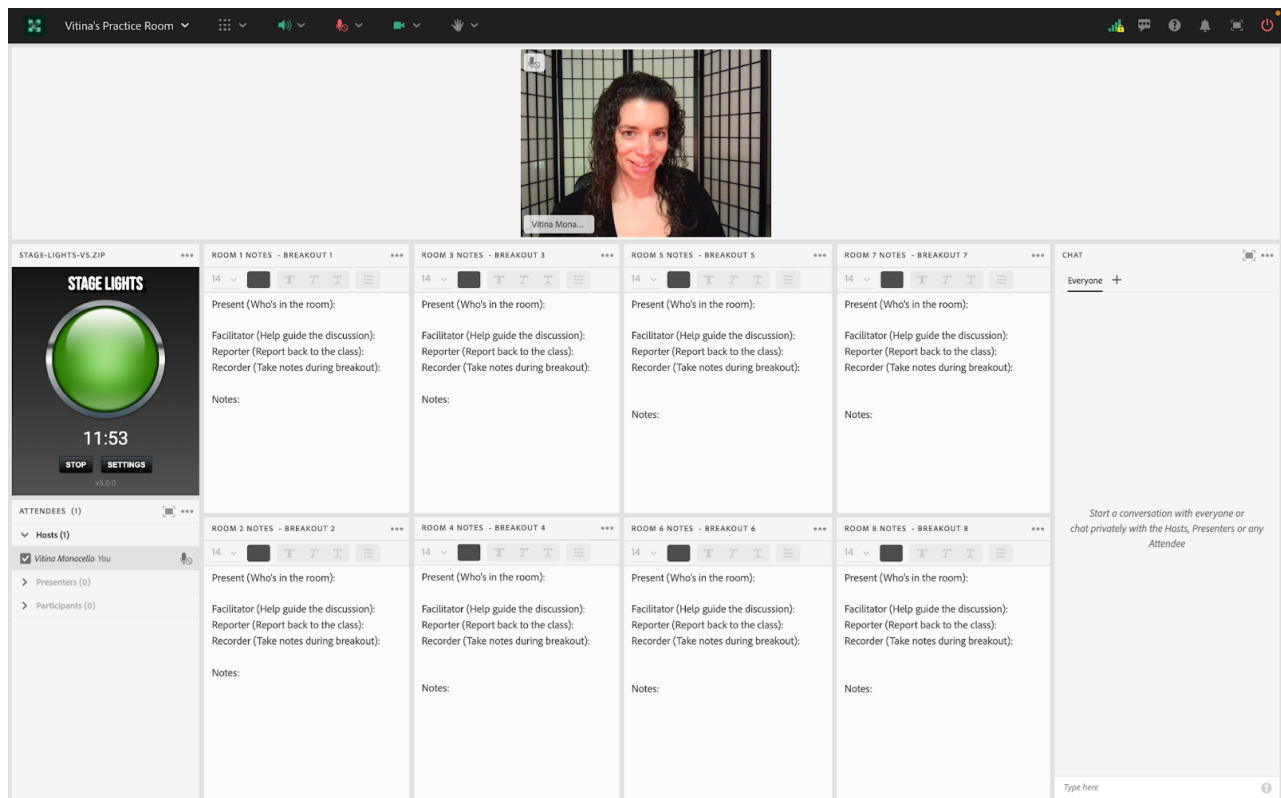 Vitina's Practice Room
Vitina Mona...
STAGE-LIGHTS-V5.ZIP
STAGE LIGHTS
11:53
STOP SETTINGS
v5.0.0
ATTENDEES (1)
Hosts (1)
Vitina Monacello You
Presenters (0)
Participants (0)
ROOM 1 NOTES - BREAKOUT 1
14 T T T
Present (Who's in the room):
Facilitator (Help guide the discussion):
Reporter (Report back to the class):
Recorder (Take notes during breakout):
Notes:
ROOM 2 NOTES - BREAKOUT 2
14 T T T
Present (Who's in the room):
Facilitator (Help guide the discussion):
Reporter (Report back to the class):
Recorder (Take notes during breakout):
Notes:
ROOM 3 NOTES - BREAKOUT 3
14 T T T
Present (Who's in the room):
Facilitator (Help guide the discussion):
Reporter (Report back to the class):
Recorder (Take notes during breakout):
Notes:
ROOM 4 NOTES - BREAKOUT 4
14 T T T
Present (Who's in the room):
Facilitator (Help guide the discussion):
Reporter (Report back to the class):
Recorder (Take notes during breakout):
Notes:
ROOM 5 NOTES - BREAKOUT 5
14 T T T
Present (Who's in the room):
Facilitator (Help guide the discussion):
Reporter (Report back to the class):
Recorder (Take notes during breakout):
Notes:
ROOM 6 NOTES - BREAKOUT 6
14 T T T
Present (Who's in the room):
Facilitator (Help guide the discussion):
Reporter (Report back to the class):
Recorder (Take notes during breakout):
Notes:
ROOM 7 NOTES - BREAKOUT 7
14 T T T
Present (Who's in the room):
Facilitator (Help guide the discussion):
Reporter (Report back to the class):
Recorder (Take notes during breakout):
Notes:
ROOM 8 NOTES - BREAKOUT 8
14 T T T
Present (Who's in the room):
Facilitator (Help guide the discussion):
Reporter (Report back to the class):
Recorder (Take notes during breakout):
Notes:
CHAT
Everyone
Start a conversation with everyone or
chat privately with the Hosts, Presenters or any
Attendee
Type here